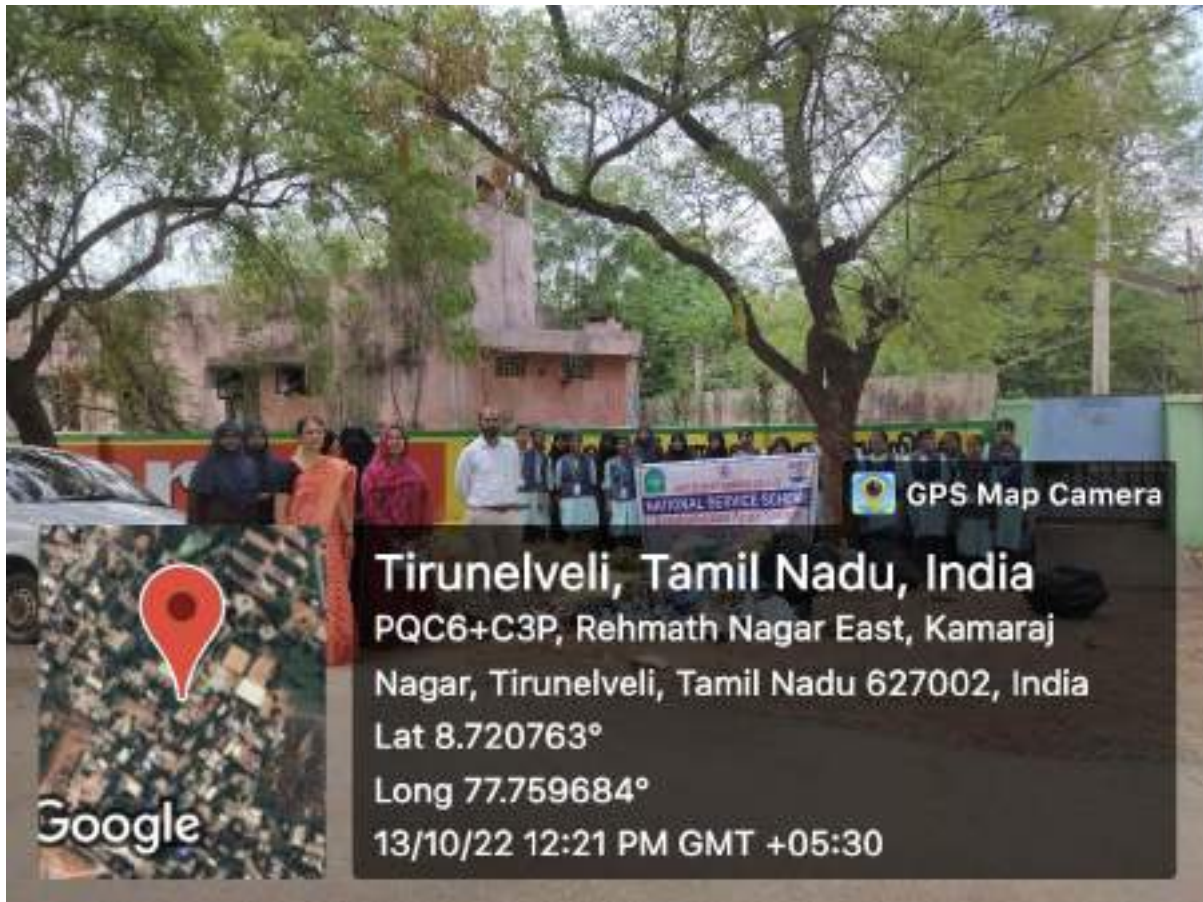 NATIONAL SERVICE SCHEME
GPS Map Camera
Tirunelveli, Tamil Nadu, India
PQC6+C3P, Rehmath Nagar East, Kamaraj
Nagar, Tirunelveli, Tamil Nadu 627002, India
Lat 8.720763°
Long 77.759684°
13/10/22 12:21 PM GMT +05:30
Google